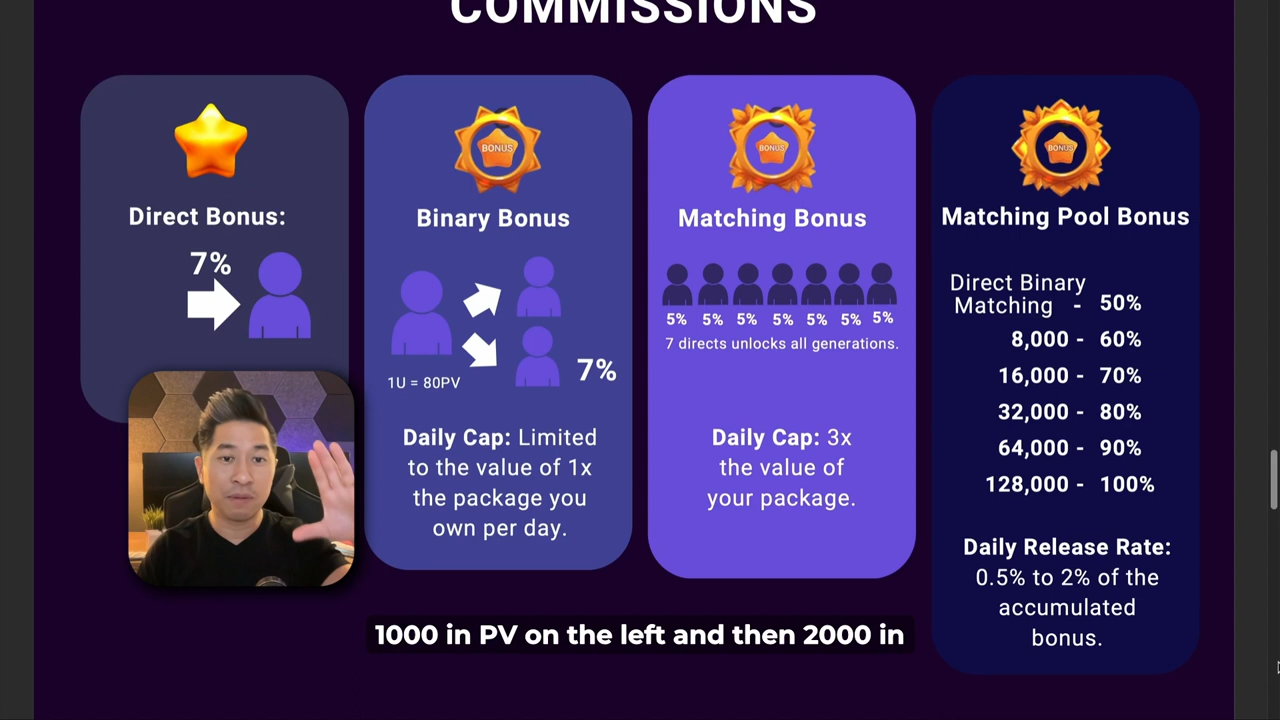 COMMISSIONS
Direct Bonus:
7%
BONUS
Binary Bonus
1U = 80PV
7%
Daily Cap: Limited
to the value of 1x
the package you
own per day.
BONUS
Matching Bonus
5% 5% 5% 5% 5% 5% 5%
7 directs unlocks all generations.
Daily Cap: 3x
the value of
your package.
BONUS
Matching Pool Bonus
Direct Binary
Matching - 50%
8,000 - 60%
16,000 - 70%
32,000 - 80%
64,000 - 90%
128,000 - 100%
Daily Release Rate:
0.5% to 2% of the
accumulated
bonus.
1000 in PV on the left and then 2000 in